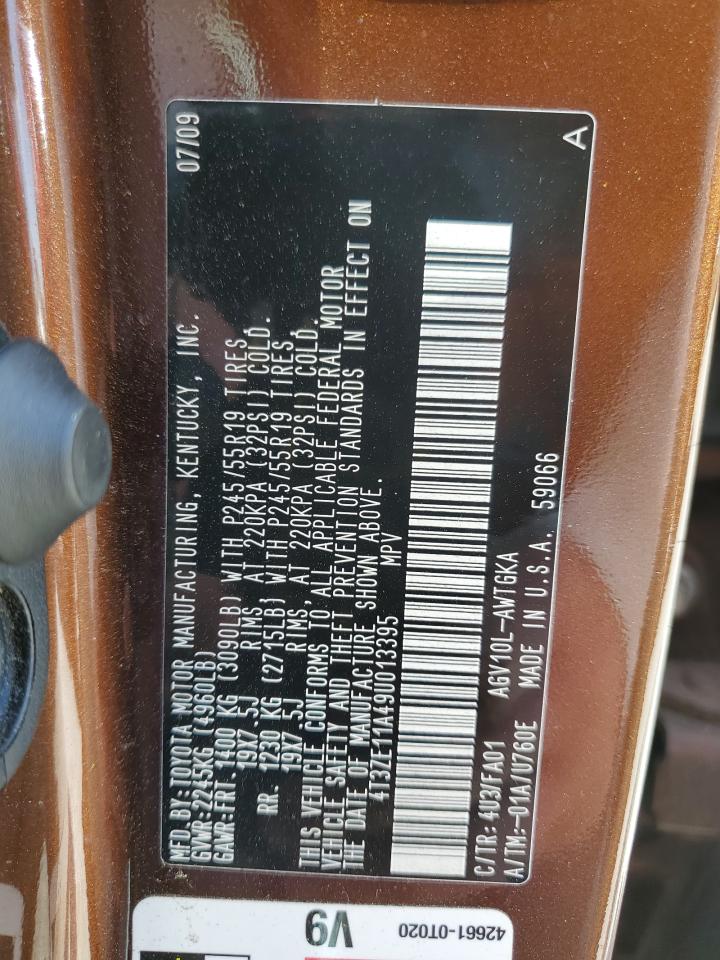 MFD.BY:TOYOTA MOTOR MANUFACTURING, KENTUCKY, INC. 07/09
GVWR:2245KG (4960LB)
GAWR:FRT.1400 KG (3090LB) WITH P245/55R19 TIRES,
19X7.5J RIMS, AT 220KPA (32PSI) COLD.
RR. 1230 KG (2715LB) WITH P245/55R19 TIRES,
19X7.5J RIMS, AT 220KPA (32PSI) COLD.
THIS VEHICLE CONFORMS TO ALL APPLICABLE FEDERAL MOTOR
VEHICLE SAFETY AND THEFT PREVENTION STANDARDS IN EFFECT ON
THE DATE OF MANUFACTURE SHOWN ABOVE.
4T3ZE11A49U013395 MPV
C/TR: 4U3/FA01 AGV10L-AWTGKA
A/TM:-01A/U760E MADE IN U.S.A. 59066
A
V9
42661-0T020